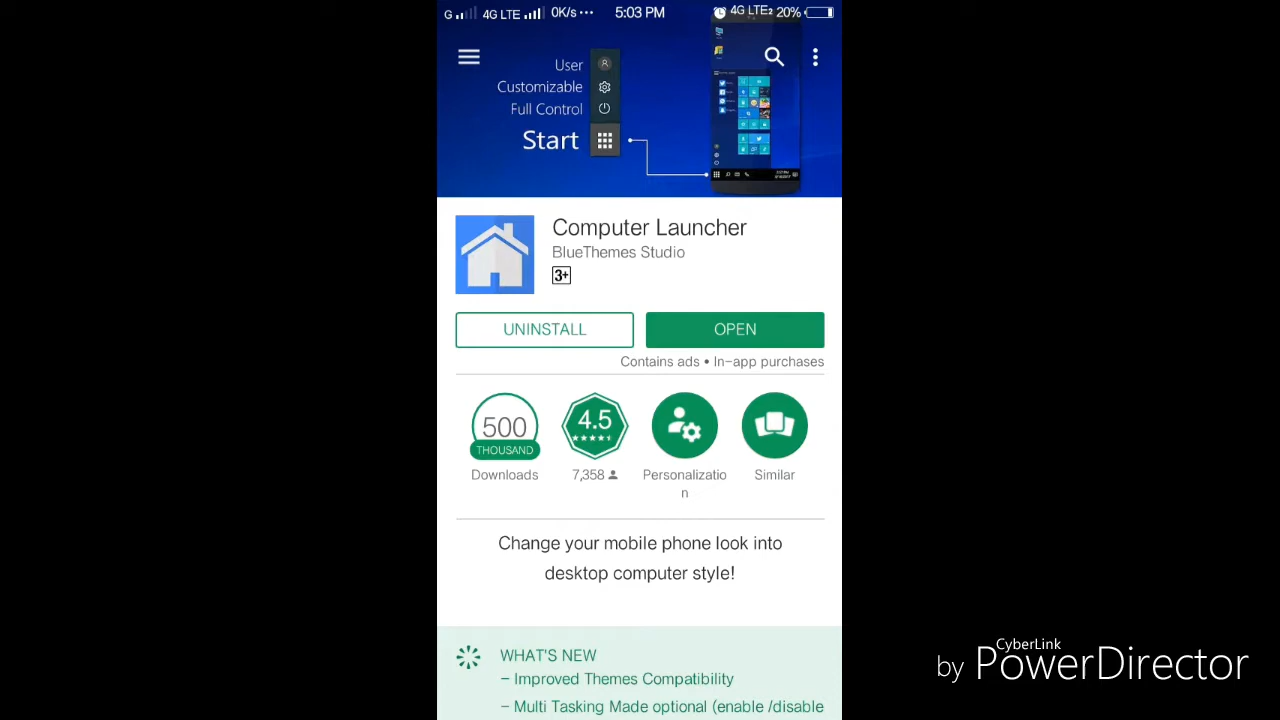 G 4G LTE 0K/s ··· 5:03 PM 4G LTE2 20%
User
Customizable
Full Control
Start
Computer Launcher
BlueThemes Studio
3+
UNINSTALL OPEN
Contains ads • In-app purchases
500 4.5
THOUSAND
Downloads 7,358 Personalizatio Similar
n
Change your mobile phone look into
desktop computer style!
WHAT'S NEW
– Improved Themes Compatibility
– Multi Tasking Made optional (enable /disable
CyberLink
by PowerDirector